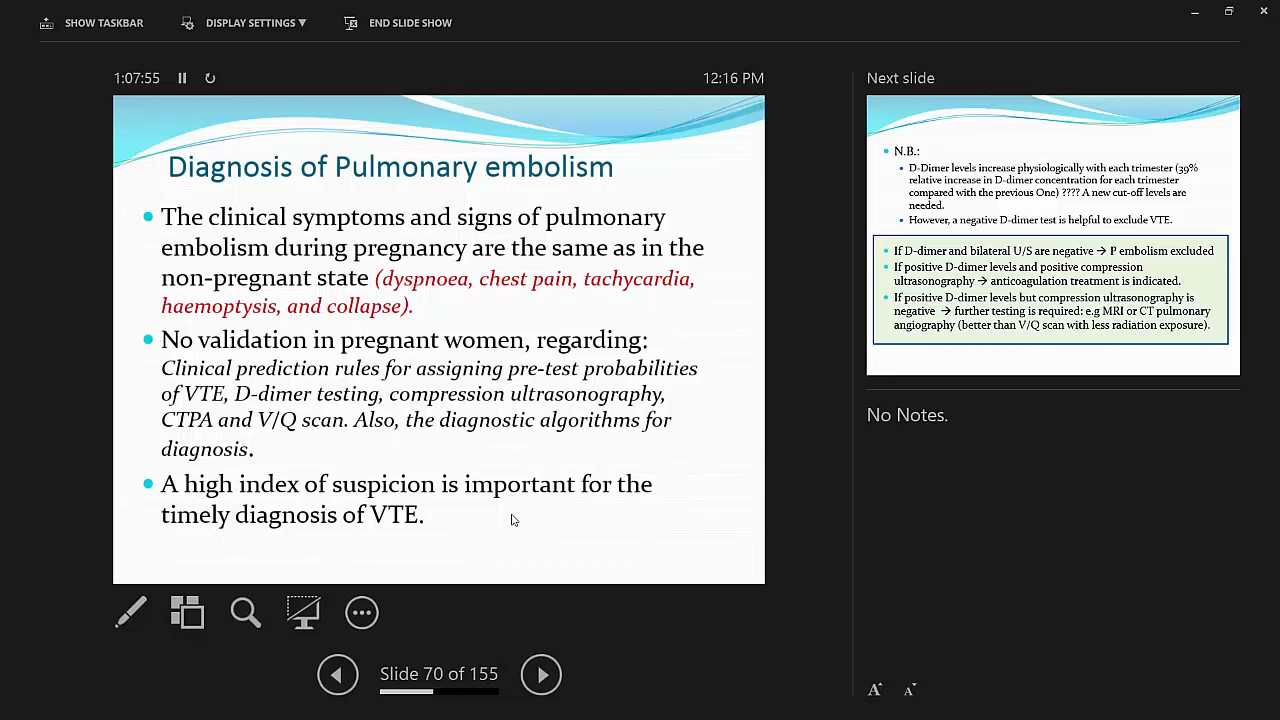 SHOW TASKBAR
DISPLAY SETTINGS ▼
END SLIDE SHOW
1:07:55
12:16 PM
Diagnosis of Pulmonary embolism
• The clinical symptoms and signs of pulmonary
embolism during pregnancy are the same as in the
non-pregnant state (dyspnoea, chest pain, tachycardia,
haemoptysis, and collapse).
• No validation in pregnant women, regarding:
Clinical prediction rules for assigning pre-test probabilities
of VTE, D-dimer testing, compression ultrasonography,
CTPA and V/Q scan. Also, the diagnostic algorithms for
diagnosis.
• A high index of suspicion is important for the
timely diagnosis of VTE.
Slide 70 of 155
Next slide
• N.B.:
• D-Dimer levels increase physiologically with each trimester (39%
relative increase in D-dimer concentration for each trimester
compared with the previous One) ???? A new cut-off levels are
needed.
• However, a negative D-dimer test is helpful to exclude VTE.
• If D-dimer and bilateral U/S are negative → P embolism excluded
• If positive D-dimer levels and positive compression
ultrasonography → anticoagulation treatment is indicated.
• If positive D-dimer levels but compression ultrasonography is
negative → further testing is required: e.g MRI or CT pulmonary
angiography (better than V/Q scan with less radiation exposure).
No Notes.
A A